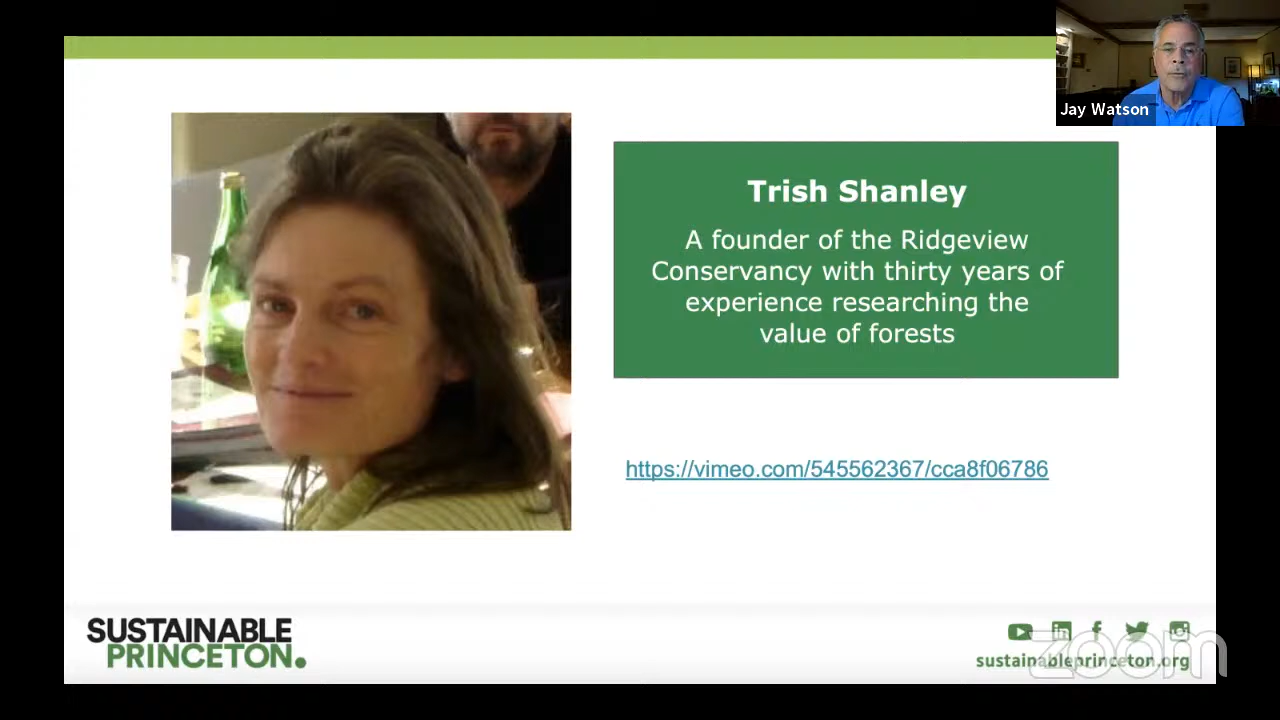 Jay Watson
Trish Shanley
A founder of the Ridgeview
Conservancy with thirty years of
experience researching the
value of forests
https://vimeo.com/545562367/cca8f06786
SUSTAINABLE
PRINCETON.
sustainableprinceton.org
zoom